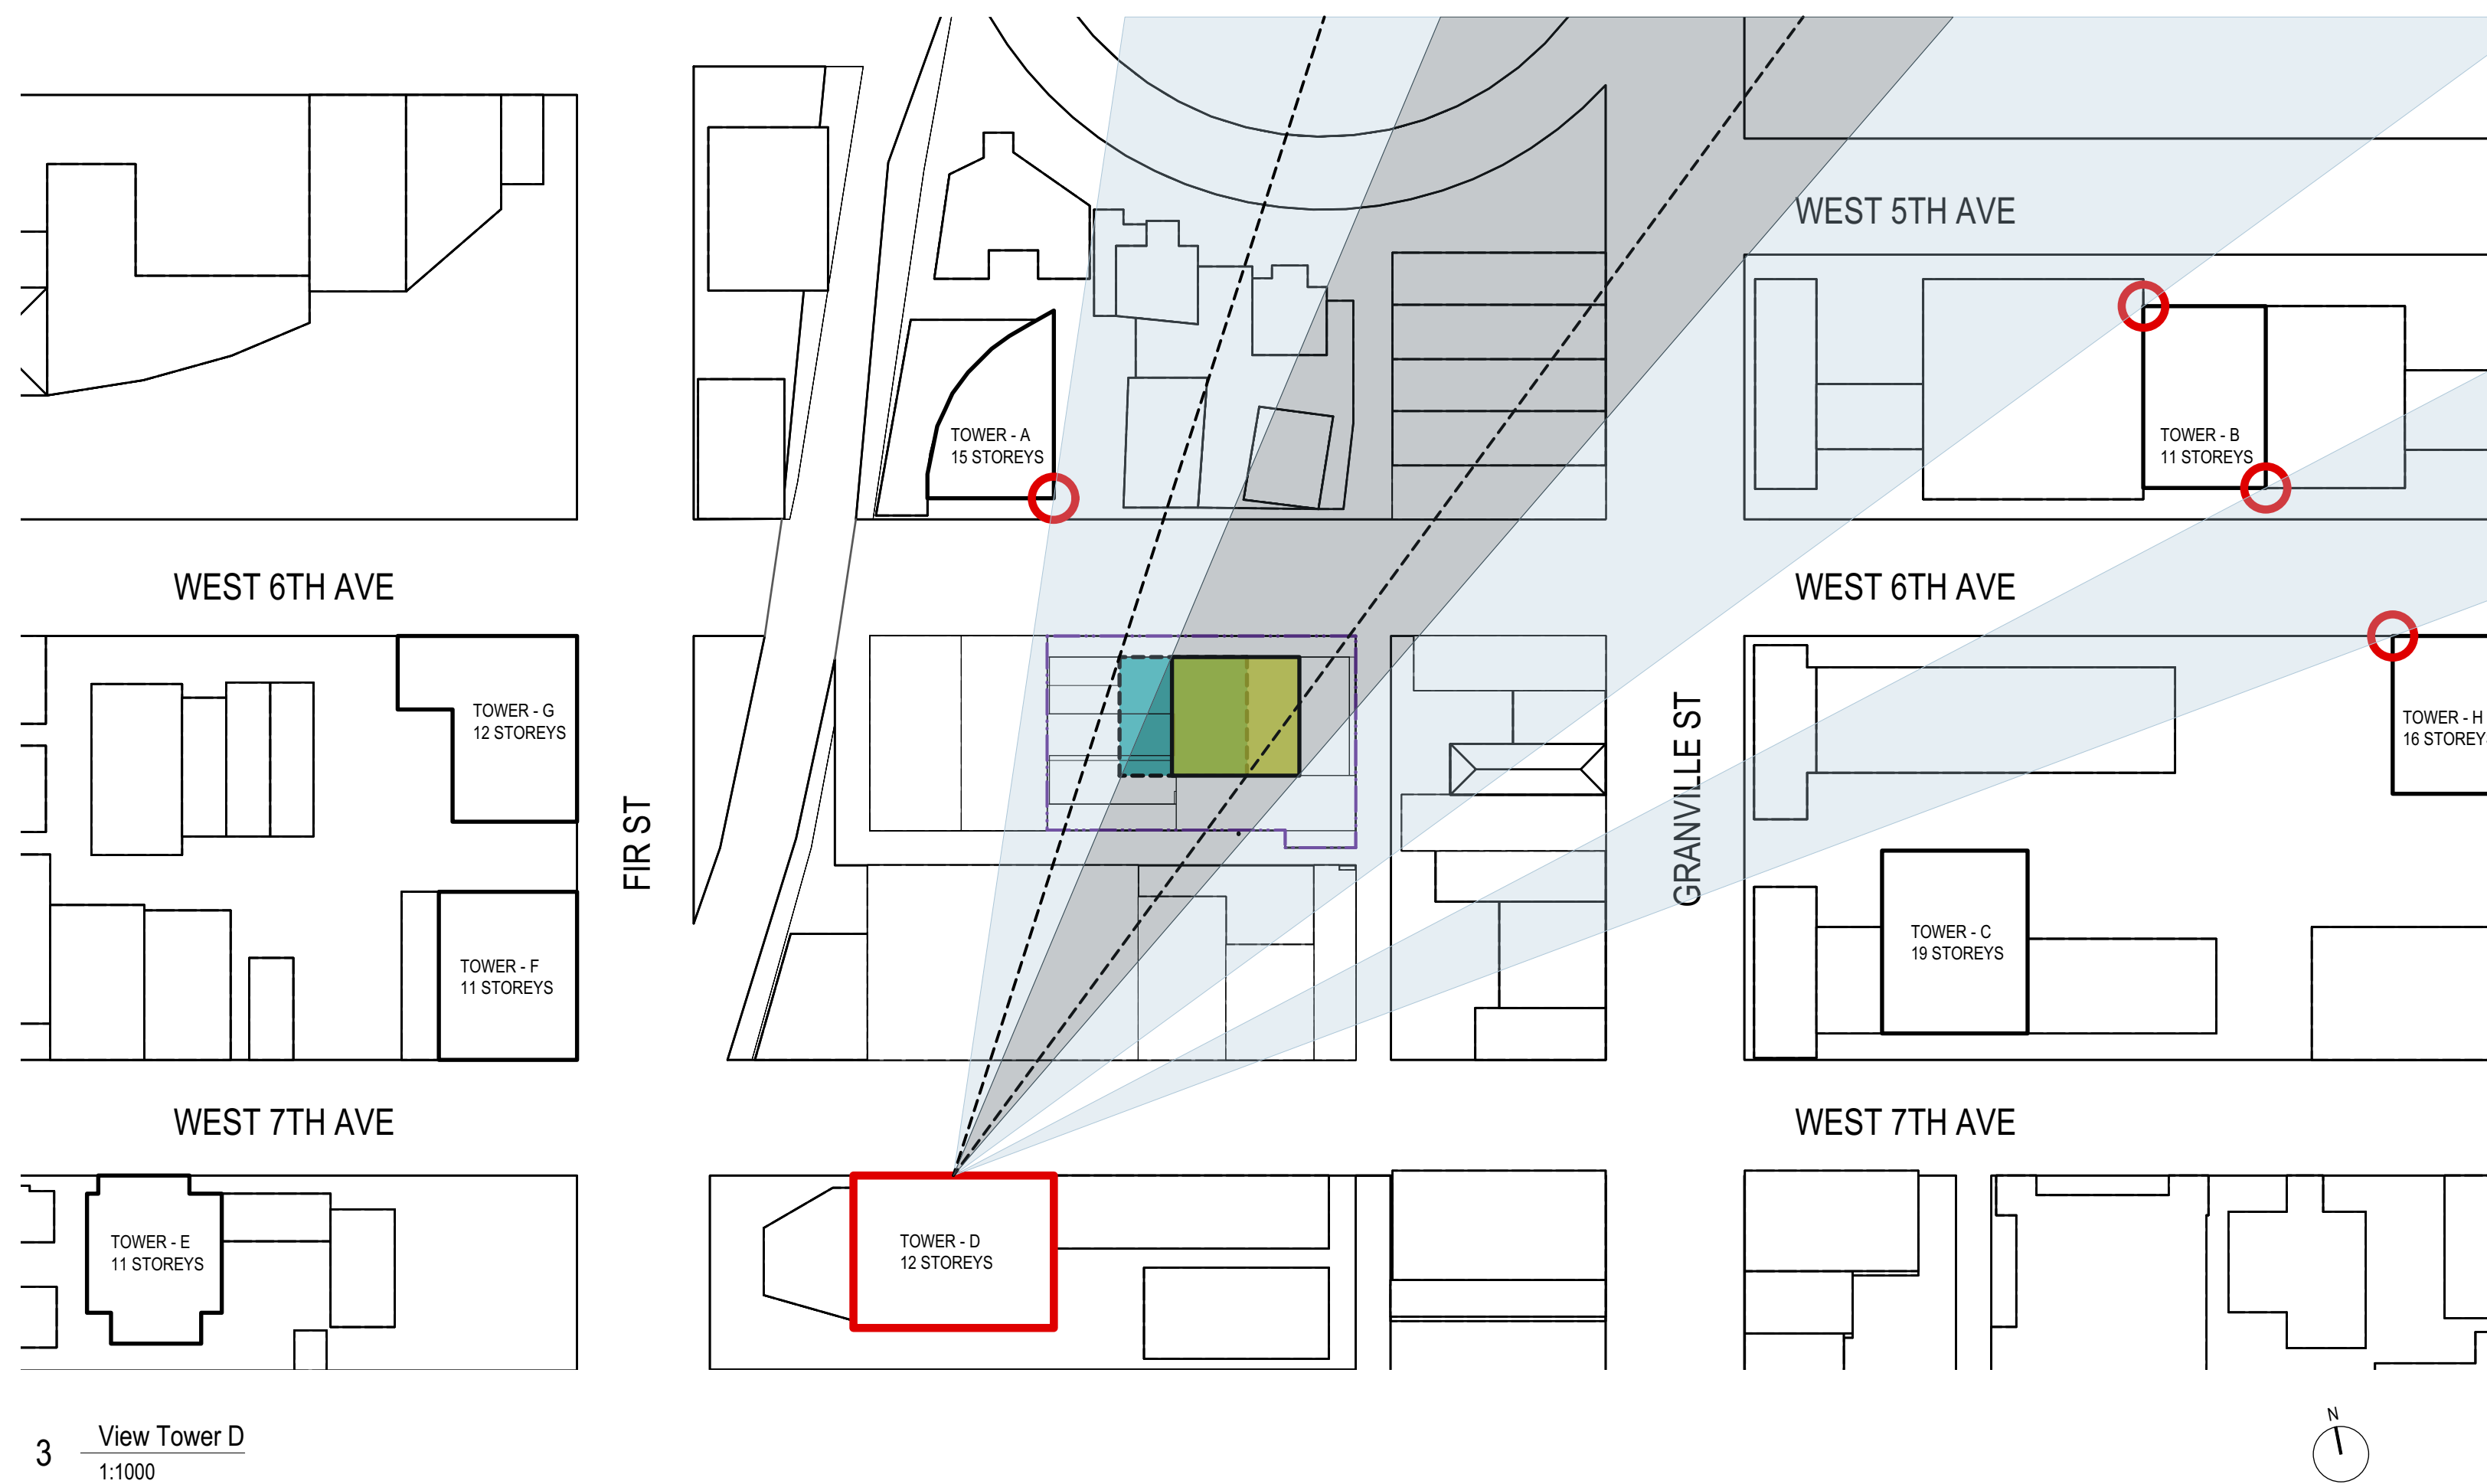 WEST 5TH AVE
TOWER - A
15 STOREYS
TOWER - B
11 STOREYS
WEST 6TH AVE
WEST 6TH AVE
TOWER - G
12 STOREYS
TOWER - H
16 STOREY
FIR ST
GRANVILLE ST
TOWER - F
11 STOREYS
TOWER - C
19 STOREYS
WEST 7TH AVE
WEST 7TH AVE
TOWER - E
11 STOREYS
TOWER - D
12 STOREYS
3 View Tower D
1:1000
N